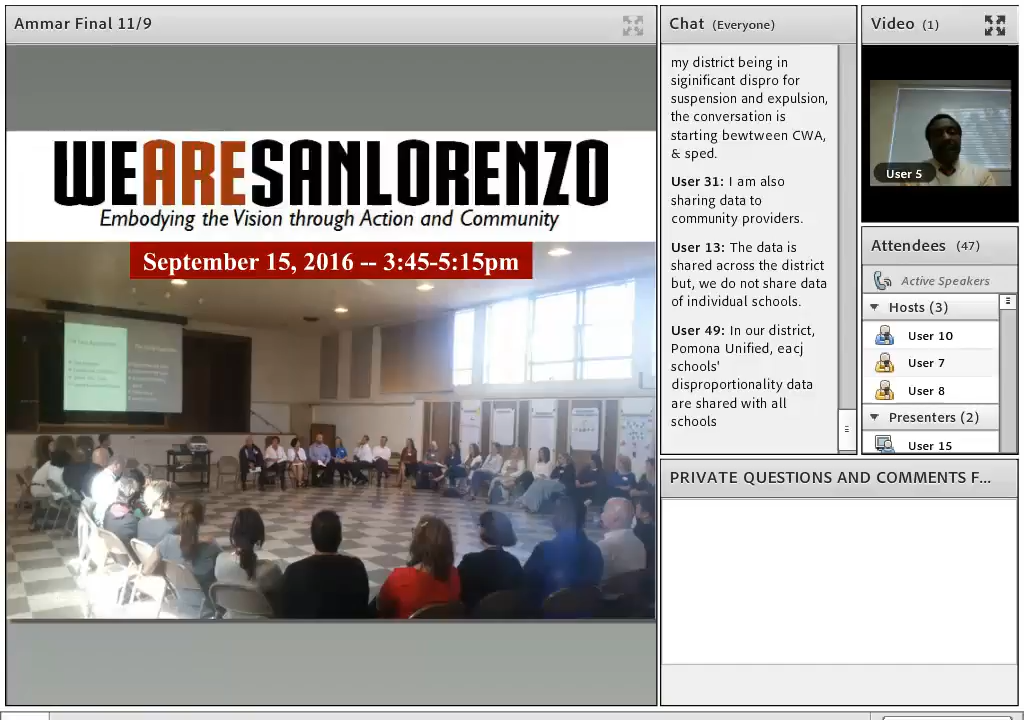 Ammar Final 11/9
WEARESANLORENZO
Embodying the Vision through Action and Community
September 15, 2016 -- 3:45-5:15pm
Chat (Everyone)
my district being in
siginificant dispro for
suspension and expulsion,
the conversation is
starting bewtween CWA,
& sped.
User 31: I am also
sharing data to
community providers.
User 13: The data is
shared across the district
but, we do not share data
of individual schools.
User 49: In our district,
Pomona Unified, eacj
schools'
disproportionality data
are shared with all
schools
Video (1)
User 5
Attendees (47)
Active Speakers
Hosts (3)
User 10
User 7
User 8
Presenters (2)
User 15
PRIVATE QUESTIONS AND COMMENTS F...